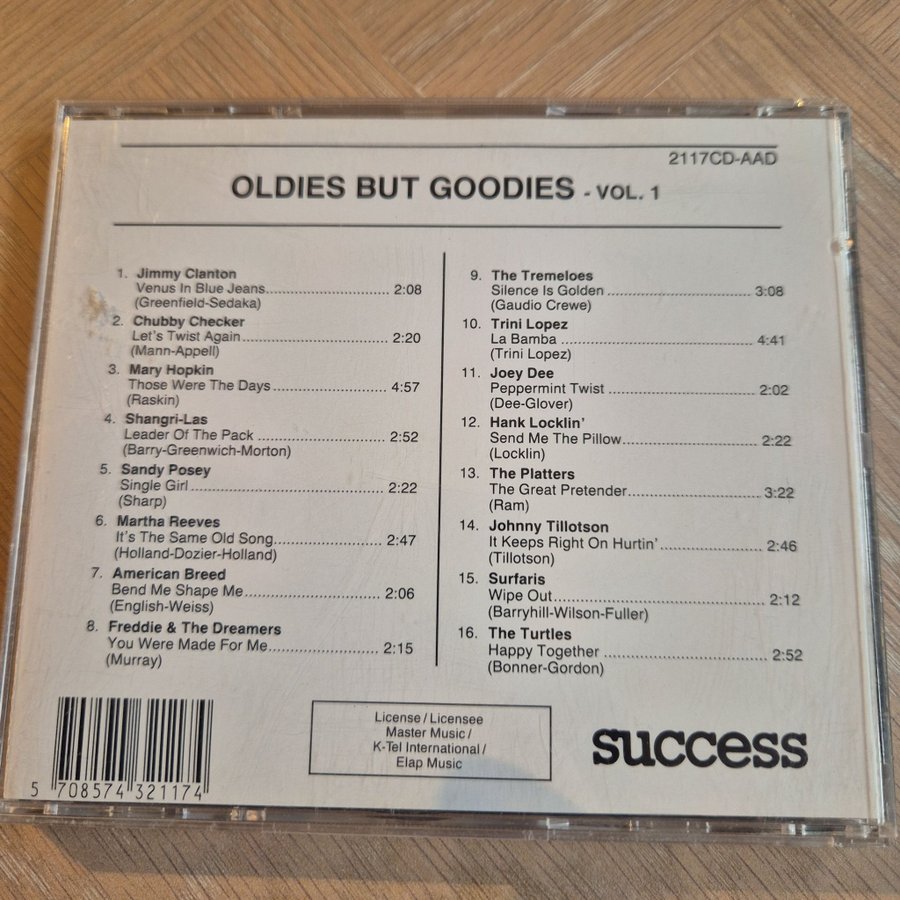 2117CD-AAD
OLDIES BUT GOODIES - VOL. 1
1. Jimmy Clanton
Venus In Blue Jeans 2:08
(Greenfield-Sedaka)
2. Chubby Checker
Let's Twist Again 2:20
(Mann-Appell)
3. Mary Hopkin
Those Were The Days 4:57
(Raskin)
4. Shangri-Las
Leader Of The Pack 2:52
(Barry-Greenwich-Morton)
5. Sandy Posey
Single Girl 2:22
(Sharp)
6. Martha Reeves
It's The Same Old Song 2:47
(Holland-Dozier-Holland)
7. American Breed
Bend Me Shape Me 2:06
(English-Weiss)
8. Freddie & The Dreamers
You Were Made For Me 2:15
(Murray)
9. The Tremeloes
Silence Is Golden 3:08
(Gaudio Crewe)
10. Trini Lopez
La Bamba 4:41
(Trini Lopez)
11. Joey Dee
Peppermint Twist 2:02
(Dee-Glover)
12. Hank Locklin'
Send Me The Pillow 2:22
(Locklin)
13. The Platters
The Great Pretender 3:22
(Ram)
14. Johnny Tillotson
It Keeps Right On Hurtin' 2:46
(Tillotson)
15. Surfaris
Wipe Out 2:12
(Barryhill-Wilson-Fuller)
16. The Turtles
Happy Together 2:52
(Bonner-Gordon)
License / Licensee
Master Music /
K-Tel International /
Elap Music
success
5 708574 321174